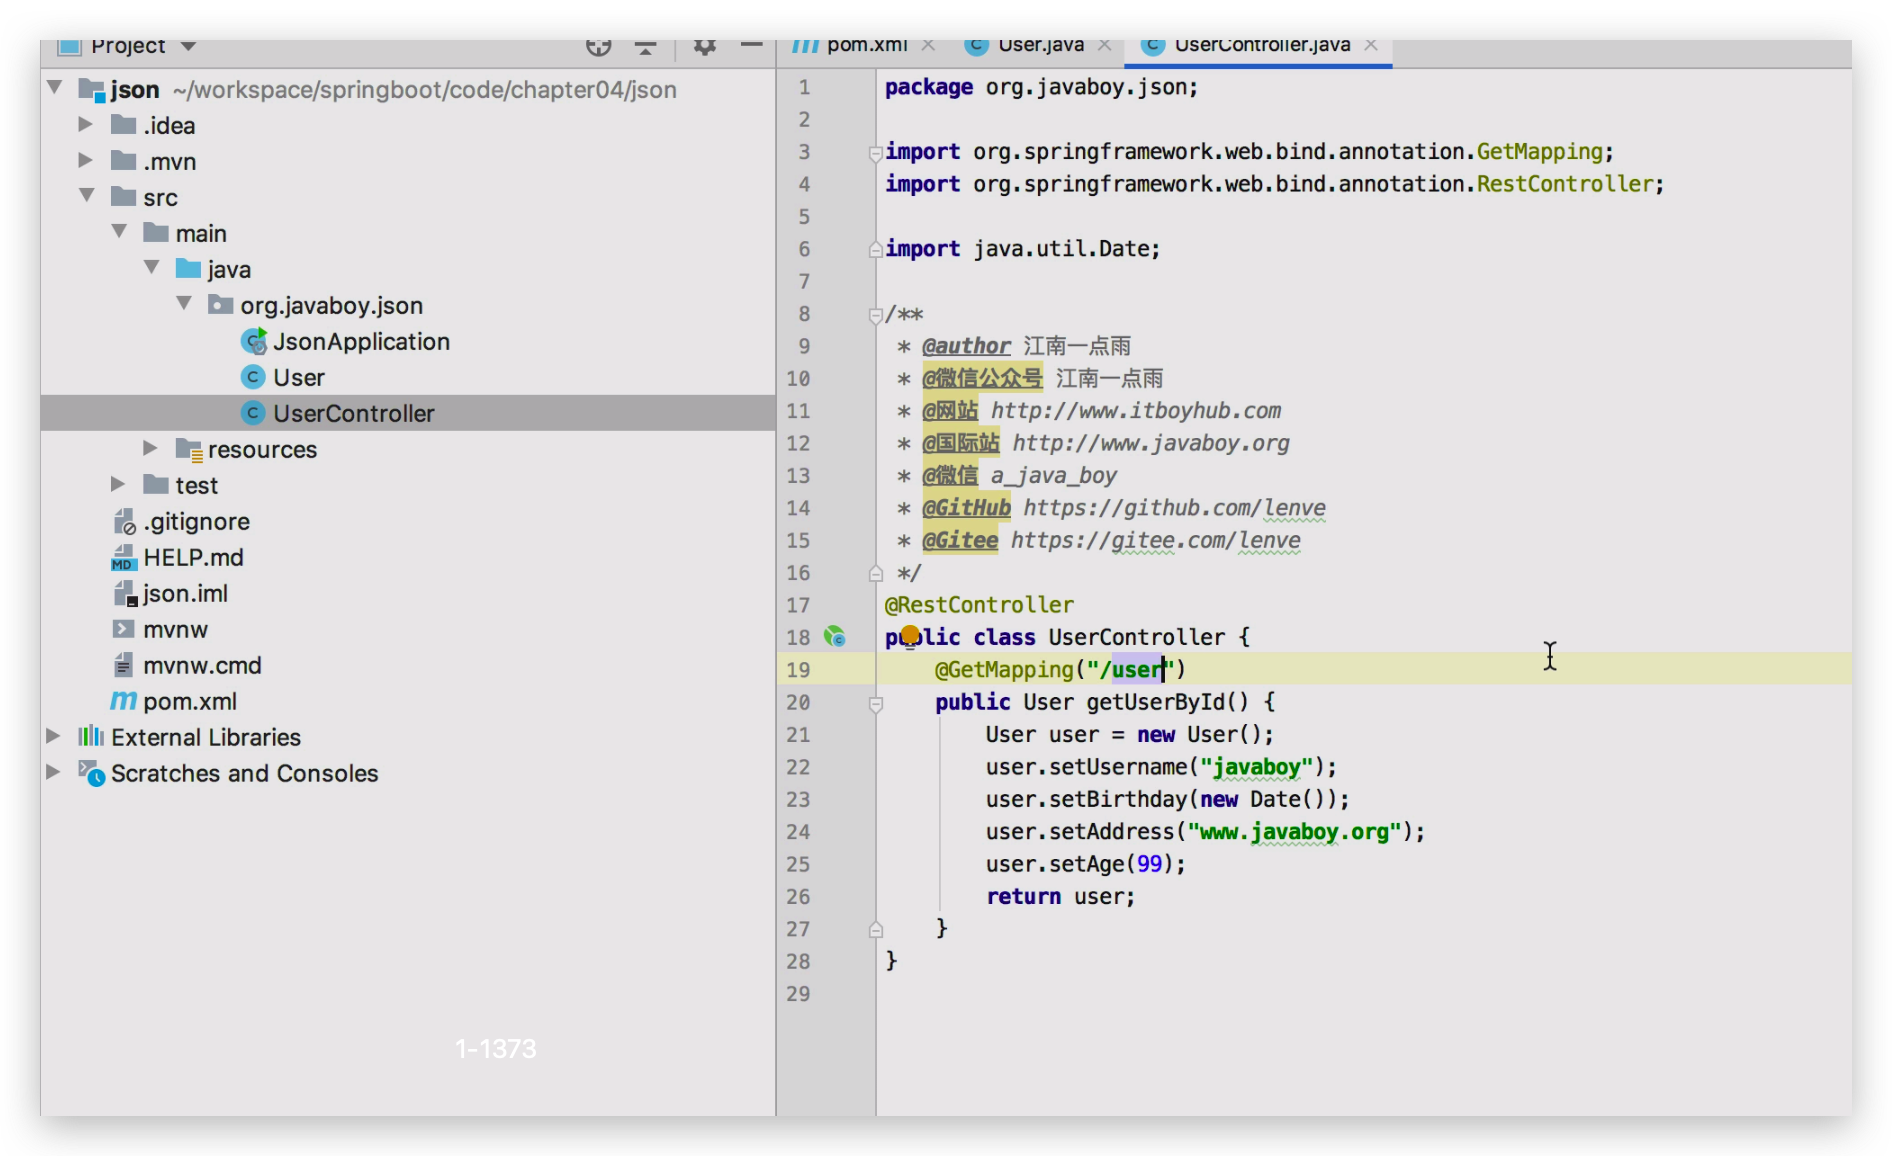 Project
json ~/workspace/springboot/code/chapter04/json
.idea
.mvn
src
main
java
org.javaboy.json
JsonApplication
User
UserController
resources
test
.gitignore
HELP.md
json.iml
mvnw
mvnw.cmd
pom.xml
External Libraries
Scratches and Consoles
1-1373
pom.xml User.java UserController.java
1 package org.javaboy.json;
2
3 import org.springframework.web.bind.annotation.GetMapping;
4 import org.springframework.web.bind.annotation.RestController;
5
6 import java.util.Date;
7
8 /**
9 * @author 江南一点雨
10 * @微信公众号 江南一点雨
11 * @网站 http://www.itboyhub.com
12 * @国际站 http://www.javaboy.org
13 * @微信 a_java_boy
14 * @GitHub https://github.com/lenve
15 * @Gitee https://gitee.com/lenve
16 */
17 @RestController
18 public class UserController {
19 @GetMapping("/user")
20 public User getUserById() {
21 User user = new User();
22 user.setUsername("javaboy");
23 user.setBirthday(new Date());
24 user.setAddress("www.javaboy.org");
25 user.setAge(99);
26 return user;
27 }
28 }
29